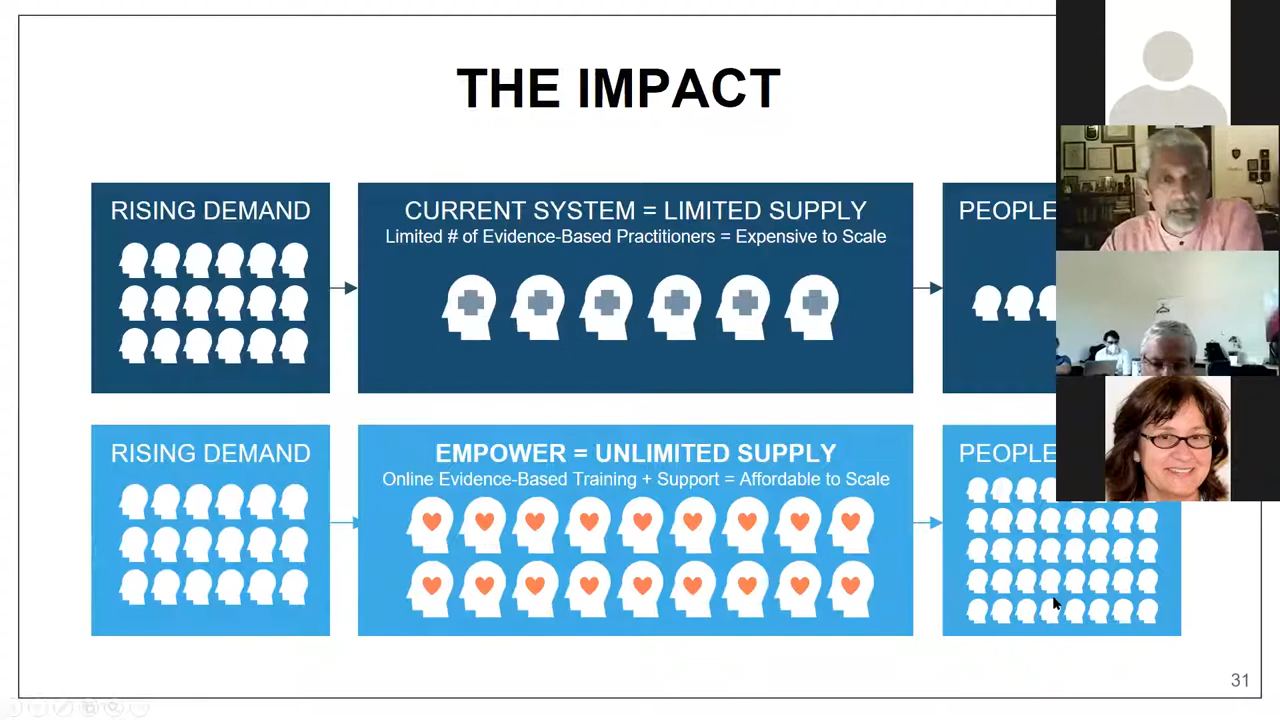 THE IMPACT
RISING DEMAND
CURRENT SYSTEM = LIMITED SUPPLY
Limited # of Evidence-Based Practitioners = Expensive to Scale
PEOPLE
RISING DEMAND
EMPOWER = UNLIMITED SUPPLY
Online Evidence-Based Training + Support = Affordable to Scale
PEOPLE
31